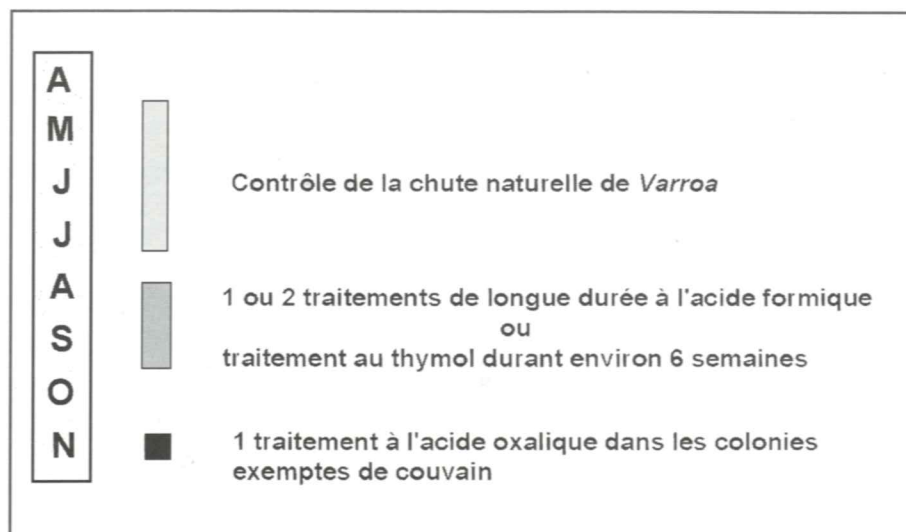 A
M
J
J
A
S
O
N
Contrôle de la chute naturelle de Varroa
1 ou 2 traitements de longue durée à l'acide formique
ou
traitement au thymol durant environ 6 semaines
1 traitement à l'acide oxalique dans les colonies
exemptes de couvain